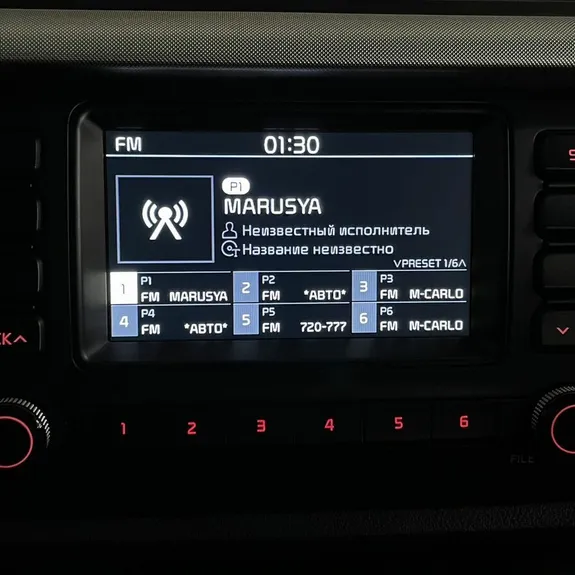 FM 01:30
P1
MARUSYA
Неизвестный исполнитель
Название неизвестно
PRESET 1/6
1 P1 FM MARUSYA
2 P2 FM *АВТО*
3 P3 FM M-CARLO
4 P4 FM *АВТО*
5 P5 FM 720-777
6 P6 FM M-CARLO
1 2 3 4 5 6
FILE